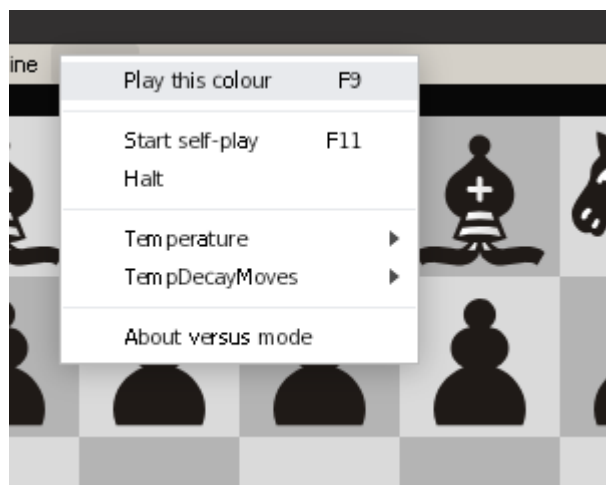 ine
Play this colour F9
Start self-play F11
Halt
Temperature
TempDecayMoves
About versus mode